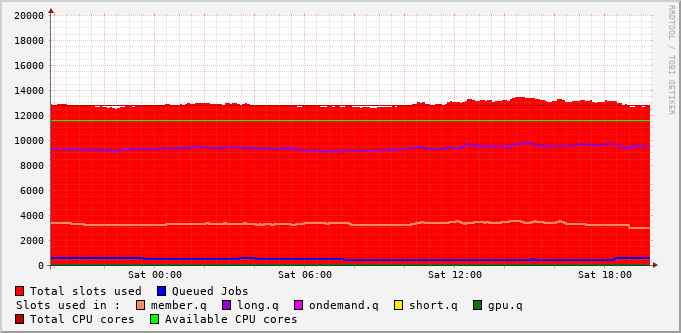 20000
18000
16000
14000
12000
10000
8000
6000
4000
2000
0
Sat 00:00 Sat 06:00 Sat 12:00 Sat 18:00
RRDTOOL / TOBI OETIKER
Total slots used Queued Jobs
Slots used in : member.q long.q ondemand.q short.q gpu.q
Total CPU cores Available CPU cores